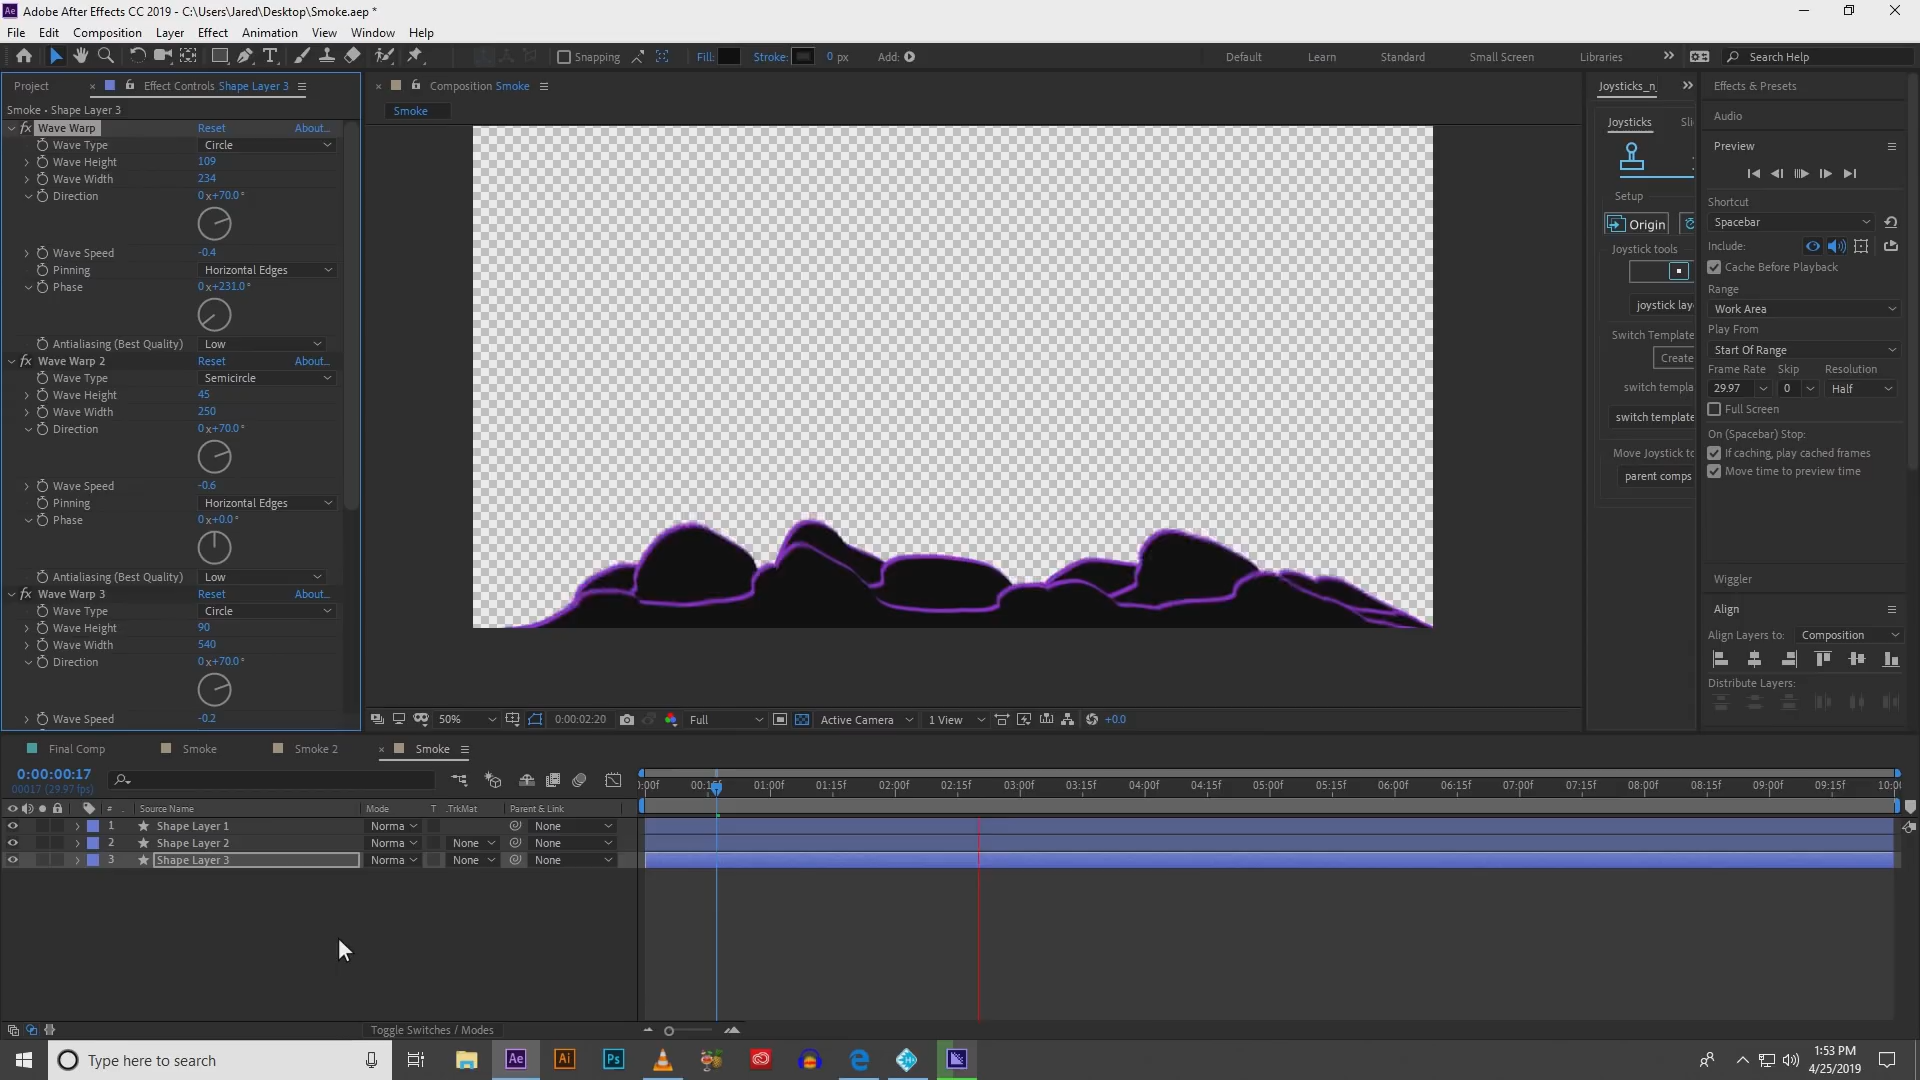 Adobe After Effects CC 2019 - C:\Users\Jared\Desktop\Smoke.aep *
File Edit Composition Layer Effect Animation View Window Help
Snapping Fill: Stroke: 0 px Add: Default Learn Standard Small Screen Libraries Search Help
Project Effect Controls Shape Layer 3
Smoke • Shape Layer 3
fx Wave Warp Reset About...
Wave Type Circle
Wave Height 109
Wave Width 234
Direction 0x+70.0°
Wave Speed -0.4
Pinning Horizontal Edges
Phase 0x+231.0°
Antialiasing (Best Quality) Low
fx Wave Warp 2 Reset About...
Wave Type Semicircle
Wave Height 45
Wave Width 250
Direction 0x+70.0°
Wave Speed -0.6
Pinning Horizontal Edges
Phase 0x+0.0°
Antialiasing (Best Quality) Low
fx Wave Warp 3 Reset About...
Wave Type Circle
Wave Height 90
Wave Width 540
Direction 0x+70.0°
Wave Speed -0.2
Composition Smoke
Smoke
50% 0:00:02:20 Full Active Camera 1 View +0.0
Joysticks_n
Joysticks Sli
Setup
Origin
Joystick tools
joystick lay
Switch Template
Create
switch templa
switch template
Move Joystick to
parent comps
Effects & Presets
Audio
Preview
Shortcut
Spacebar
Include:
Cache Before Playback
Range
Work Area
Play From
Start Of Range
Frame Rate Skip Resolution
29.97 0 Half
Full Screen
On (Spacebar) Stop:
If caching, play cached frames
Move time to preview time
Wiggler
Align
Align Layers to: Composition
Distribute Layers:
Final Comp Smoke Smoke 2 Smoke
0:00:00:17
00017 (29.97 fps)
):00f 00:15f 01:00f 01:15f 02:00f 02:15f 03:00f 03:15f 04:00f 04:15f 05:00f 05:15f 06:00f 06:15f 07:00f 07:15f 08:00f 08:15f 09:00f 09:15f 10:0
# Source Name Mode T .TrkMat Parent & Link
1 Shape Layer 1 Norma None
2 Shape Layer 2 Norma None None
3 Shape Layer 3 Norma None None
Toggle Switches / Modes
Type here to search Ae Ai Ps 1:53 PM
4/25/2019